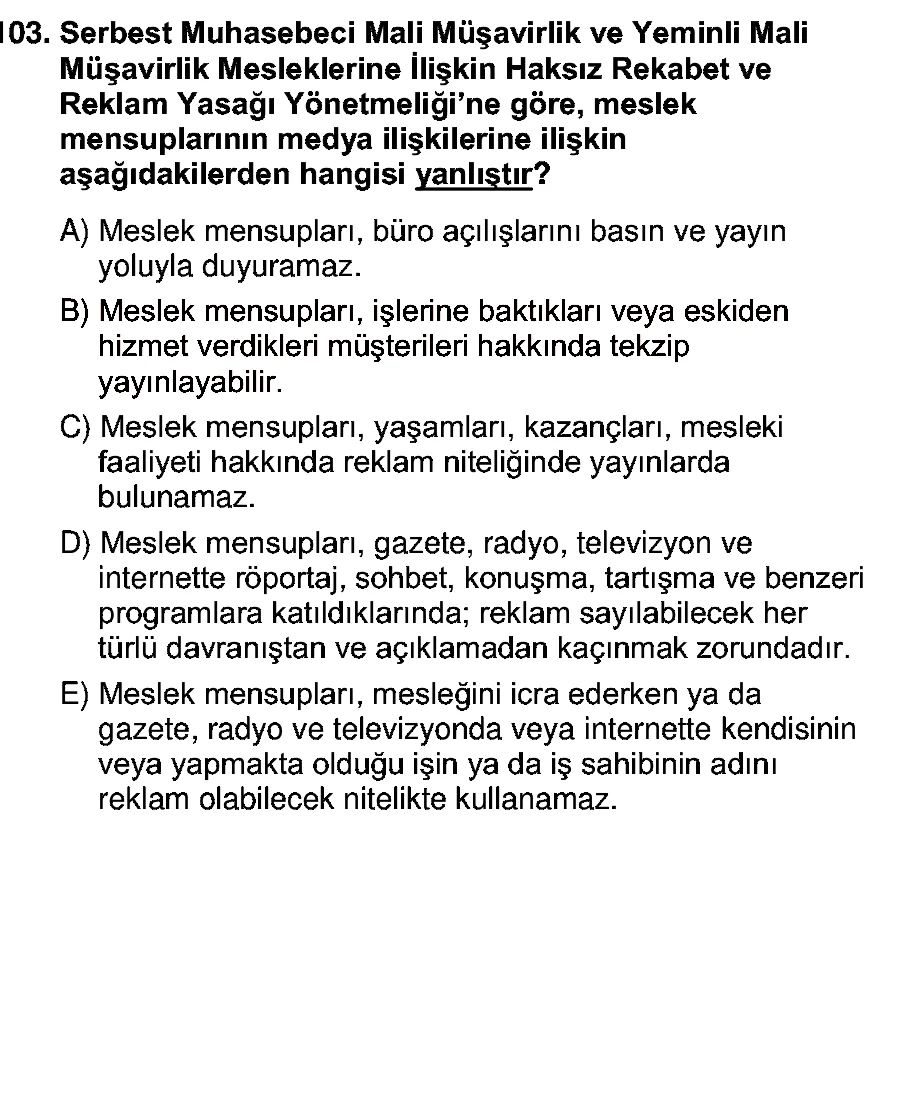 103. Serbest Muhasebeci Mali Müşavirlik ve Yeminli Mali
Müşavirlik Mesleklerine İlişkin Haksız Rekabet ve
Reklam Yasağı Yönetmeliği’ne göre, meslek
mensuplarının medya ilişkilerine ilişkin
aşağıdakilerden hangisi yanlıştır?
A) Meslek mensupları, büro açılışlarını basın ve yayın
yoluyla duyuramaz.
B) Meslek mensupları, işlerine baktıkları veya eskiden
hizmet verdikleri müşterileri hakkında tekzip
yayınlayabilir.
C) Meslek mensupları, yaşamları, kazançları, mesleki
faaliyeti hakkında reklam niteliğinde yayınlarda
bulunamaz.
D) Meslek mensupları, gazete, radyo, televizyon ve
internette röportaj, sohbet, konuşma, tartışma ve benzeri
programlara katıldıklarında; reklam sayılabilecek her
türlü davranıştan ve açıklamadan kaçınmak zorundadır.
E) Meslek mensupları, mesleğini icra ederken ya da
gazete, radyo ve televizyonda veya internette kendisinin
veya yapmakta olduğu işin ya da iş sahibinin adını
reklam olabilecek nitelikte kullanamaz.